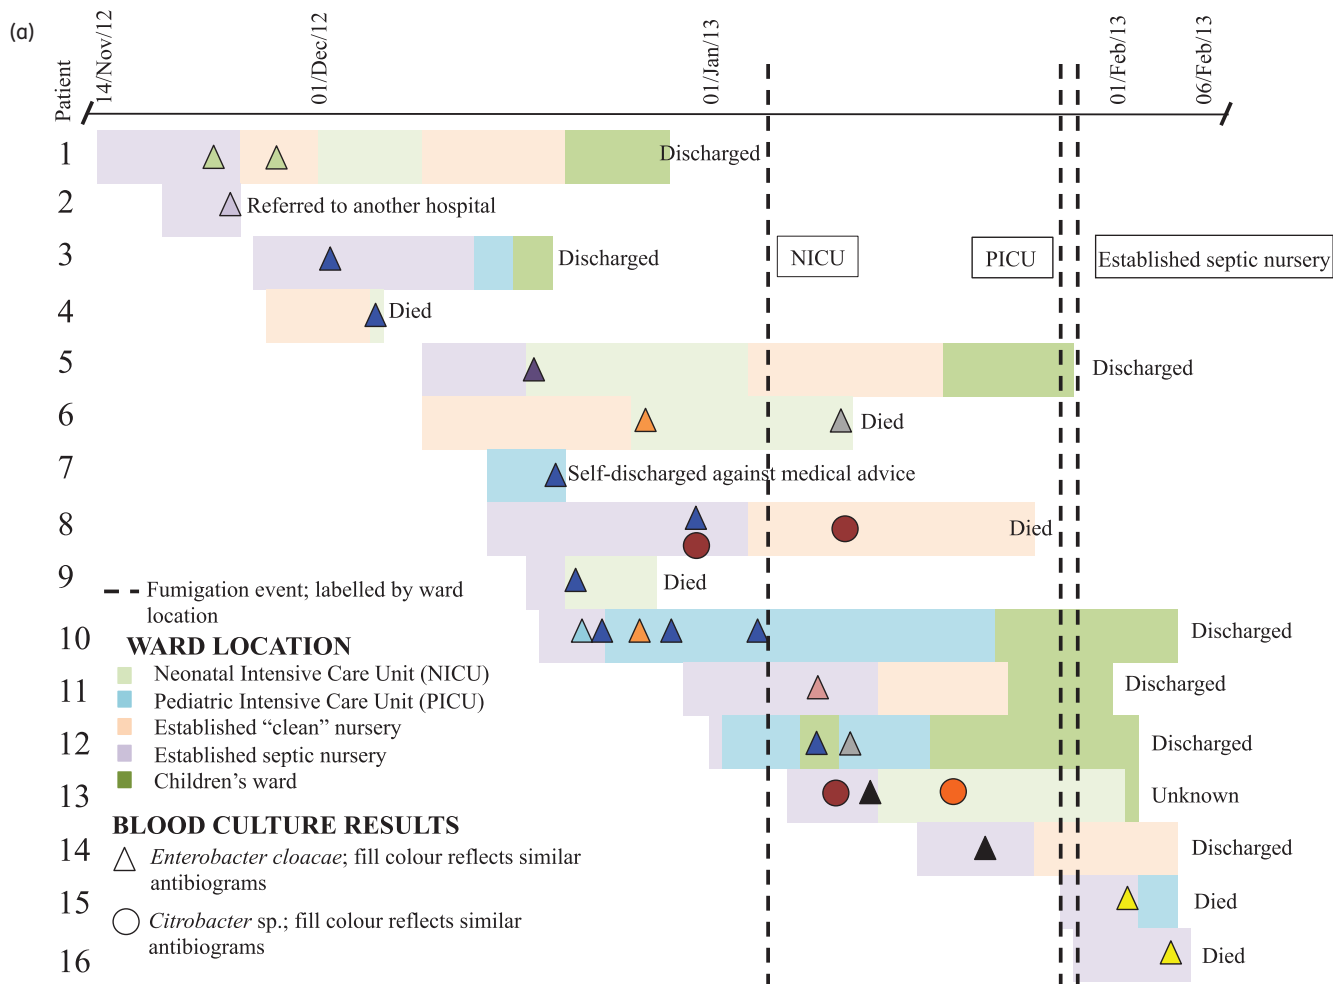 (a)
Patient
14/Nov/12
01/Dec/12
01/Jan/13
01/Feb/13
06/Feb/13
1
Discharged
2
Referred to another hospital
3
Discharged
NICU
PICU
Established septic nursery
4
Died
5
Discharged
6
Died
7
Self-discharged against medical advice
8
Died
9
Died
10
Discharged
11
Discharged
12
Discharged
13
Unknown
14
Discharged
15
Died
16
Died
Fumigation event; labelled by ward
location
WARD LOCATION
Neonatal Intensive Care Unit (NICU)
Pediatric Intensive Care Unit (PICU)
Established “clean” nursery
Established septic nursery
Children’s ward
BLOOD CULTURE RESULTS
Enterobacter cloacae; fill colour reflects similar
antibiograms
Citrobacter sp.; fill colour reflects similar
antibiograms